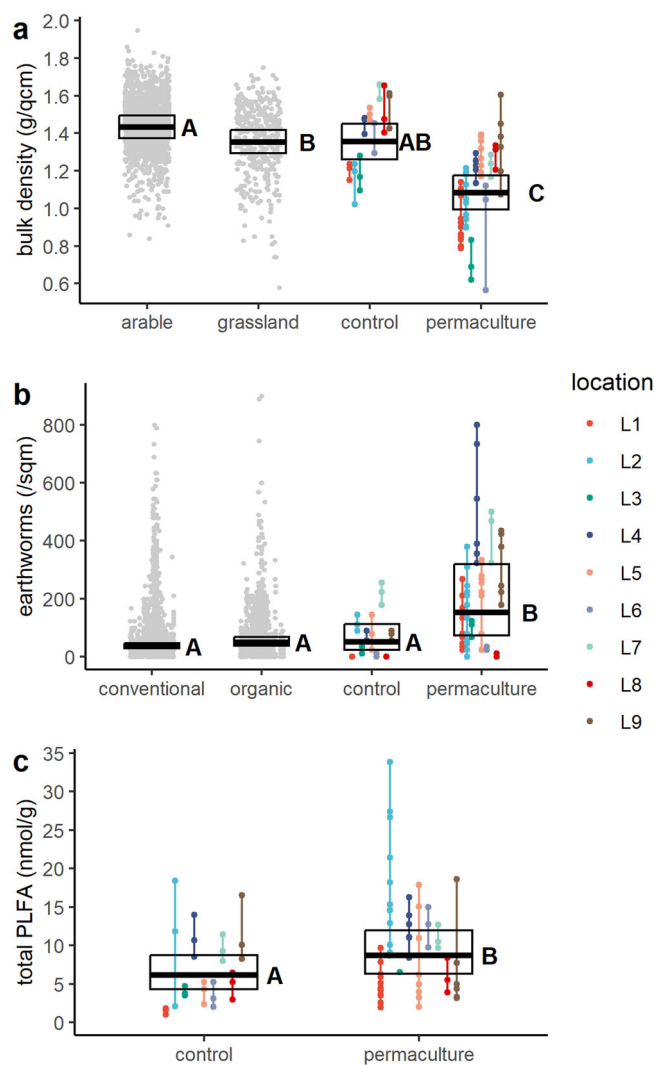 a
bulk density (g/qcm)
2.0
1.8
1.6
1.4
1.2
1.0
0.8
0.6
A
B
AB
C
arable grassland control permaculture
b
earthworms (/sqm)
800
600
400
200
0
A
A
A
B
conventional organic control permaculture
location
L1
L2
L3
L4
L5
L6
L7
L8
L9
c
total PLFA (nmol/g)
35
30
25
20
15
10
5
0
A
B
control permaculture